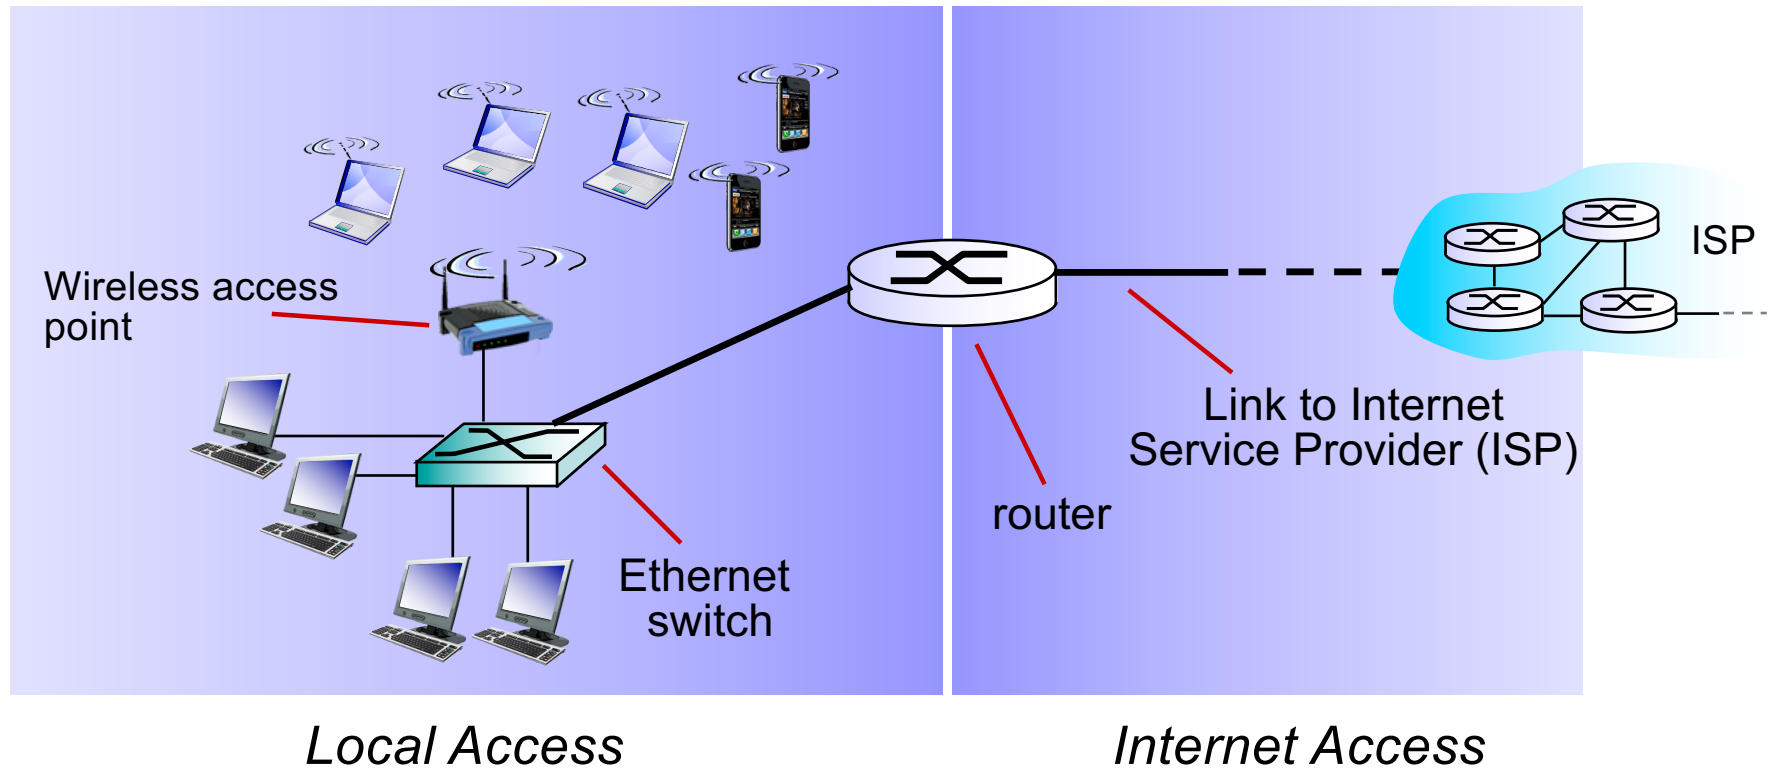 Wireless access
point
Ethernet
switch
router
Link to Internet
Service Provider (ISP)
ISP
Local Access
Internet Access